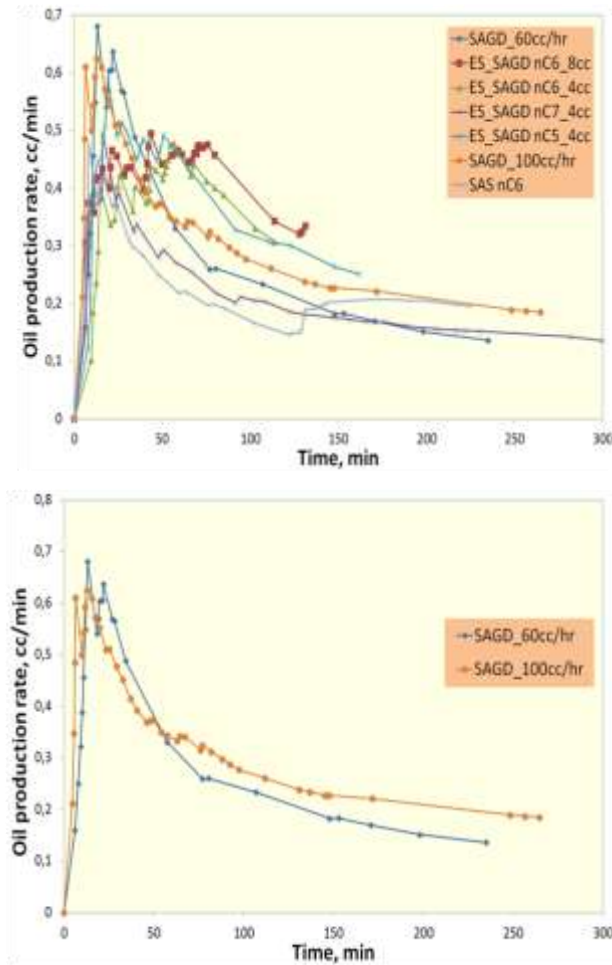 Oil production rate, cc/min
0,7
0,6
0,5
0,4
0,3
0,2
0,1
0
0 50 100 150 200 250 300
Time, min
SAGD_60cc/hr
ES_SAGD nC6_8cc
ES_SAGD nC6_4cc
ES_SAGD nC7_4cc
ES_SAGD nC5_4cc
SAGD_100cc/hr
SAS nC6
Oil production rate, cc/min
0,8
0,7
0,6
0,5
0,4
0,3
0,2
0,1
0
0 50 100 150 200 250 300
Time, min
SAGD_60cc/hr
SAGD_100cc/hr